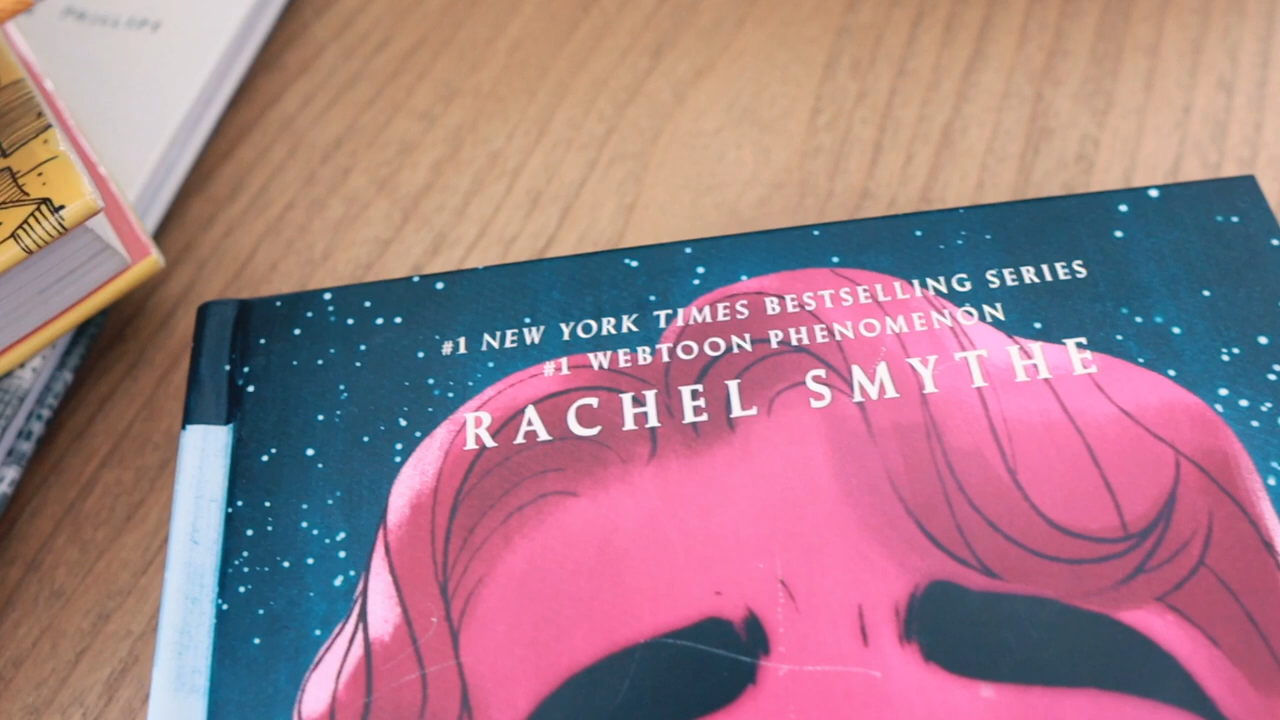 #1 NEW YORK TIMES BESTSELLING SERIES
#1 WEBTOON PHENOMENON
RACHEL SMYTHE